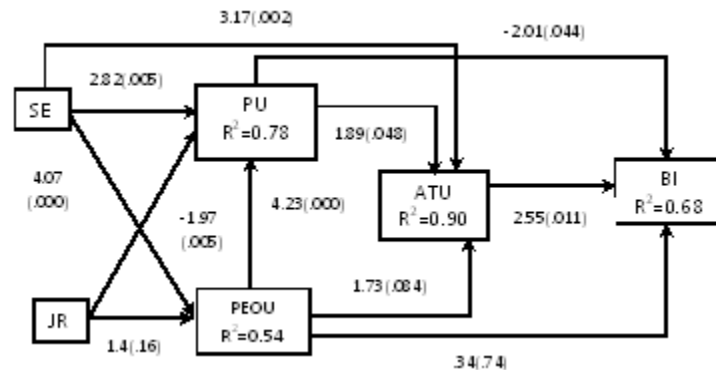 3.17(.002)
-2.01(.044)
2.82(.005)
SE
PU
R²=0.78
1.89(.048)
4.07
(.000)
-1.97
(.005)
4.23(.000)
ATU
R²=0.90
BI
R²=0.68
2.55(.011)
1.73(.084)
JR
PEOU
R²=0.54
1.4(.16)
.34(.74)